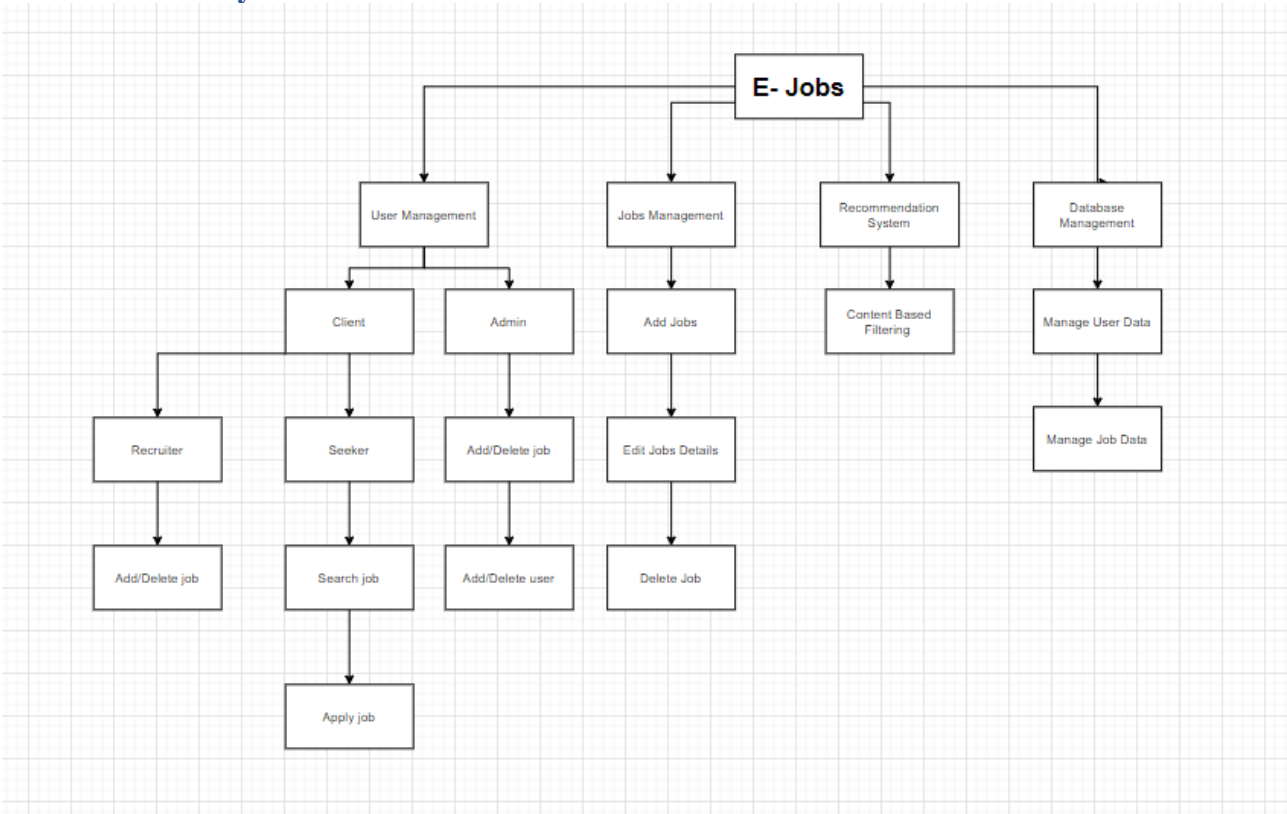 E- Jobs
User Management
Jobs Management
Recommendation
System
Database
Management
Client
Admin
Add Jobs
Content Based
Filtering
Manage User Data
Recruiter
Seeker
Add/Delete job
Edit Jobs Details
Manage Job Data
Add/Delete job
Search job
Add/Delete user
Delete Job
Apply job